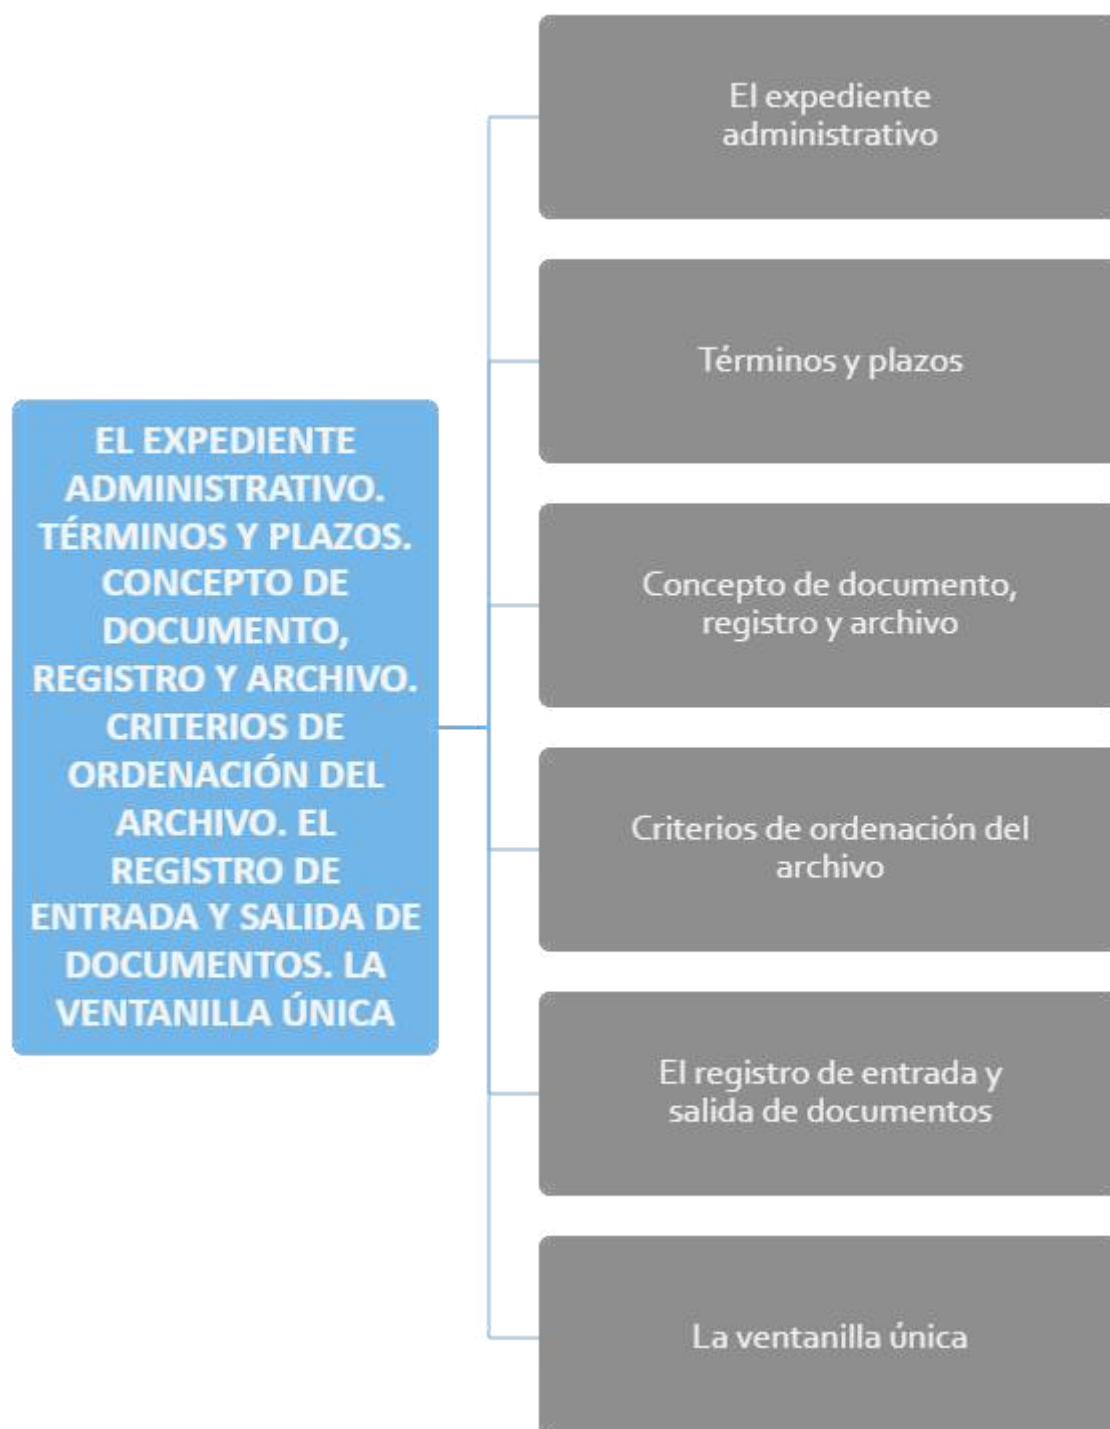 EL EXPEDIENTE
ADMINISTRATIVO.
TÉRMINOS Y PLAZOS.
CONCEPTO DE
DOCUMENTO,
REGISTRO Y ARCHIVO.
CRITERIOS DE
ORDENACIÓN DEL
ARCHIVO. EL
REGISTRO DE
ENTRADA Y SALIDA DE
DOCUMENTOS. LA
VENTANILLA ÚNICA
El expediente
administrativo
Términos y plazos
Concepto de documento,
registro y archivo
Criterios de ordenación del
archivo
El registro de entrada y
salida de documentos
La ventanilla única